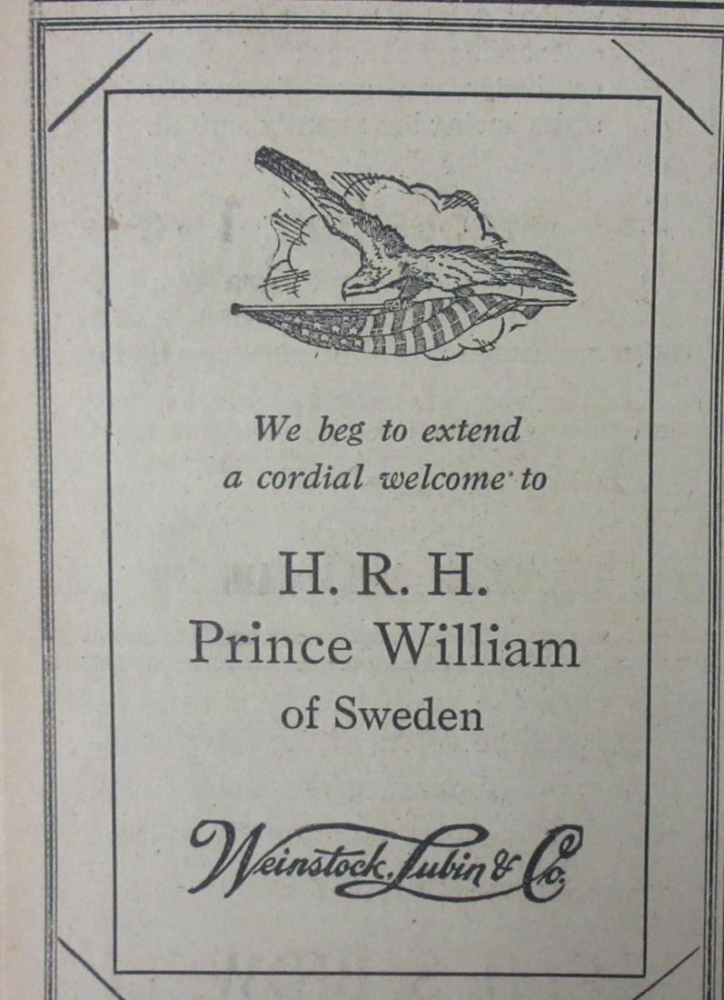 We beg to extend
a cordial welcome to
H. R. H.
Prince William
of Sweden
Weinstock, Lubin & Co.